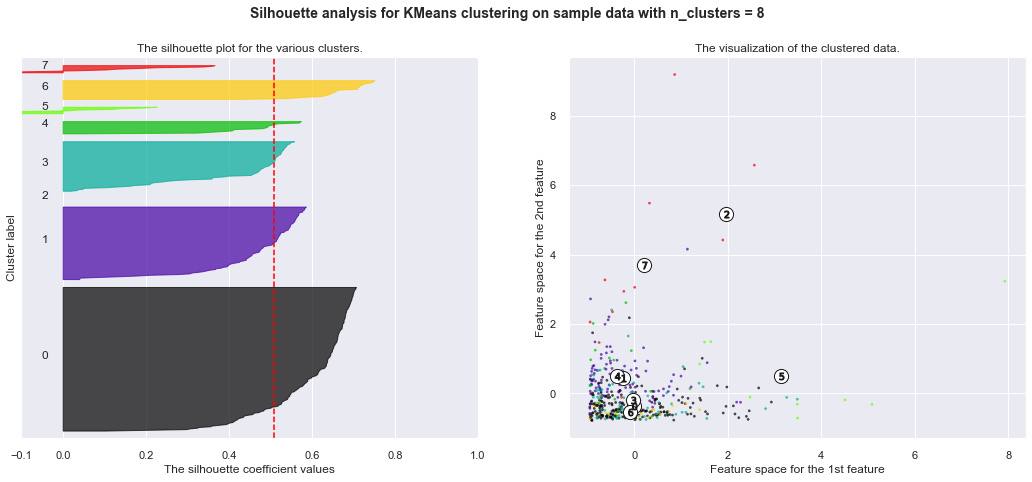 Silhouette analysis for KMeans clustering on sample data with n_clusters = 8
The silhouette plot for the various clusters.
7
6
5
4
3
2
1
0
Cluster label
−0.1 0.0 0.2 0.4 0.6 0.8 1.0
The silhouette coefficient values
The visualization of the clustered data.
8
6
4
2
0
Feature space for the 2nd feature
2
7
5
4
1
3
0
6
0 2 4 6 8
Feature space for the 1st feature